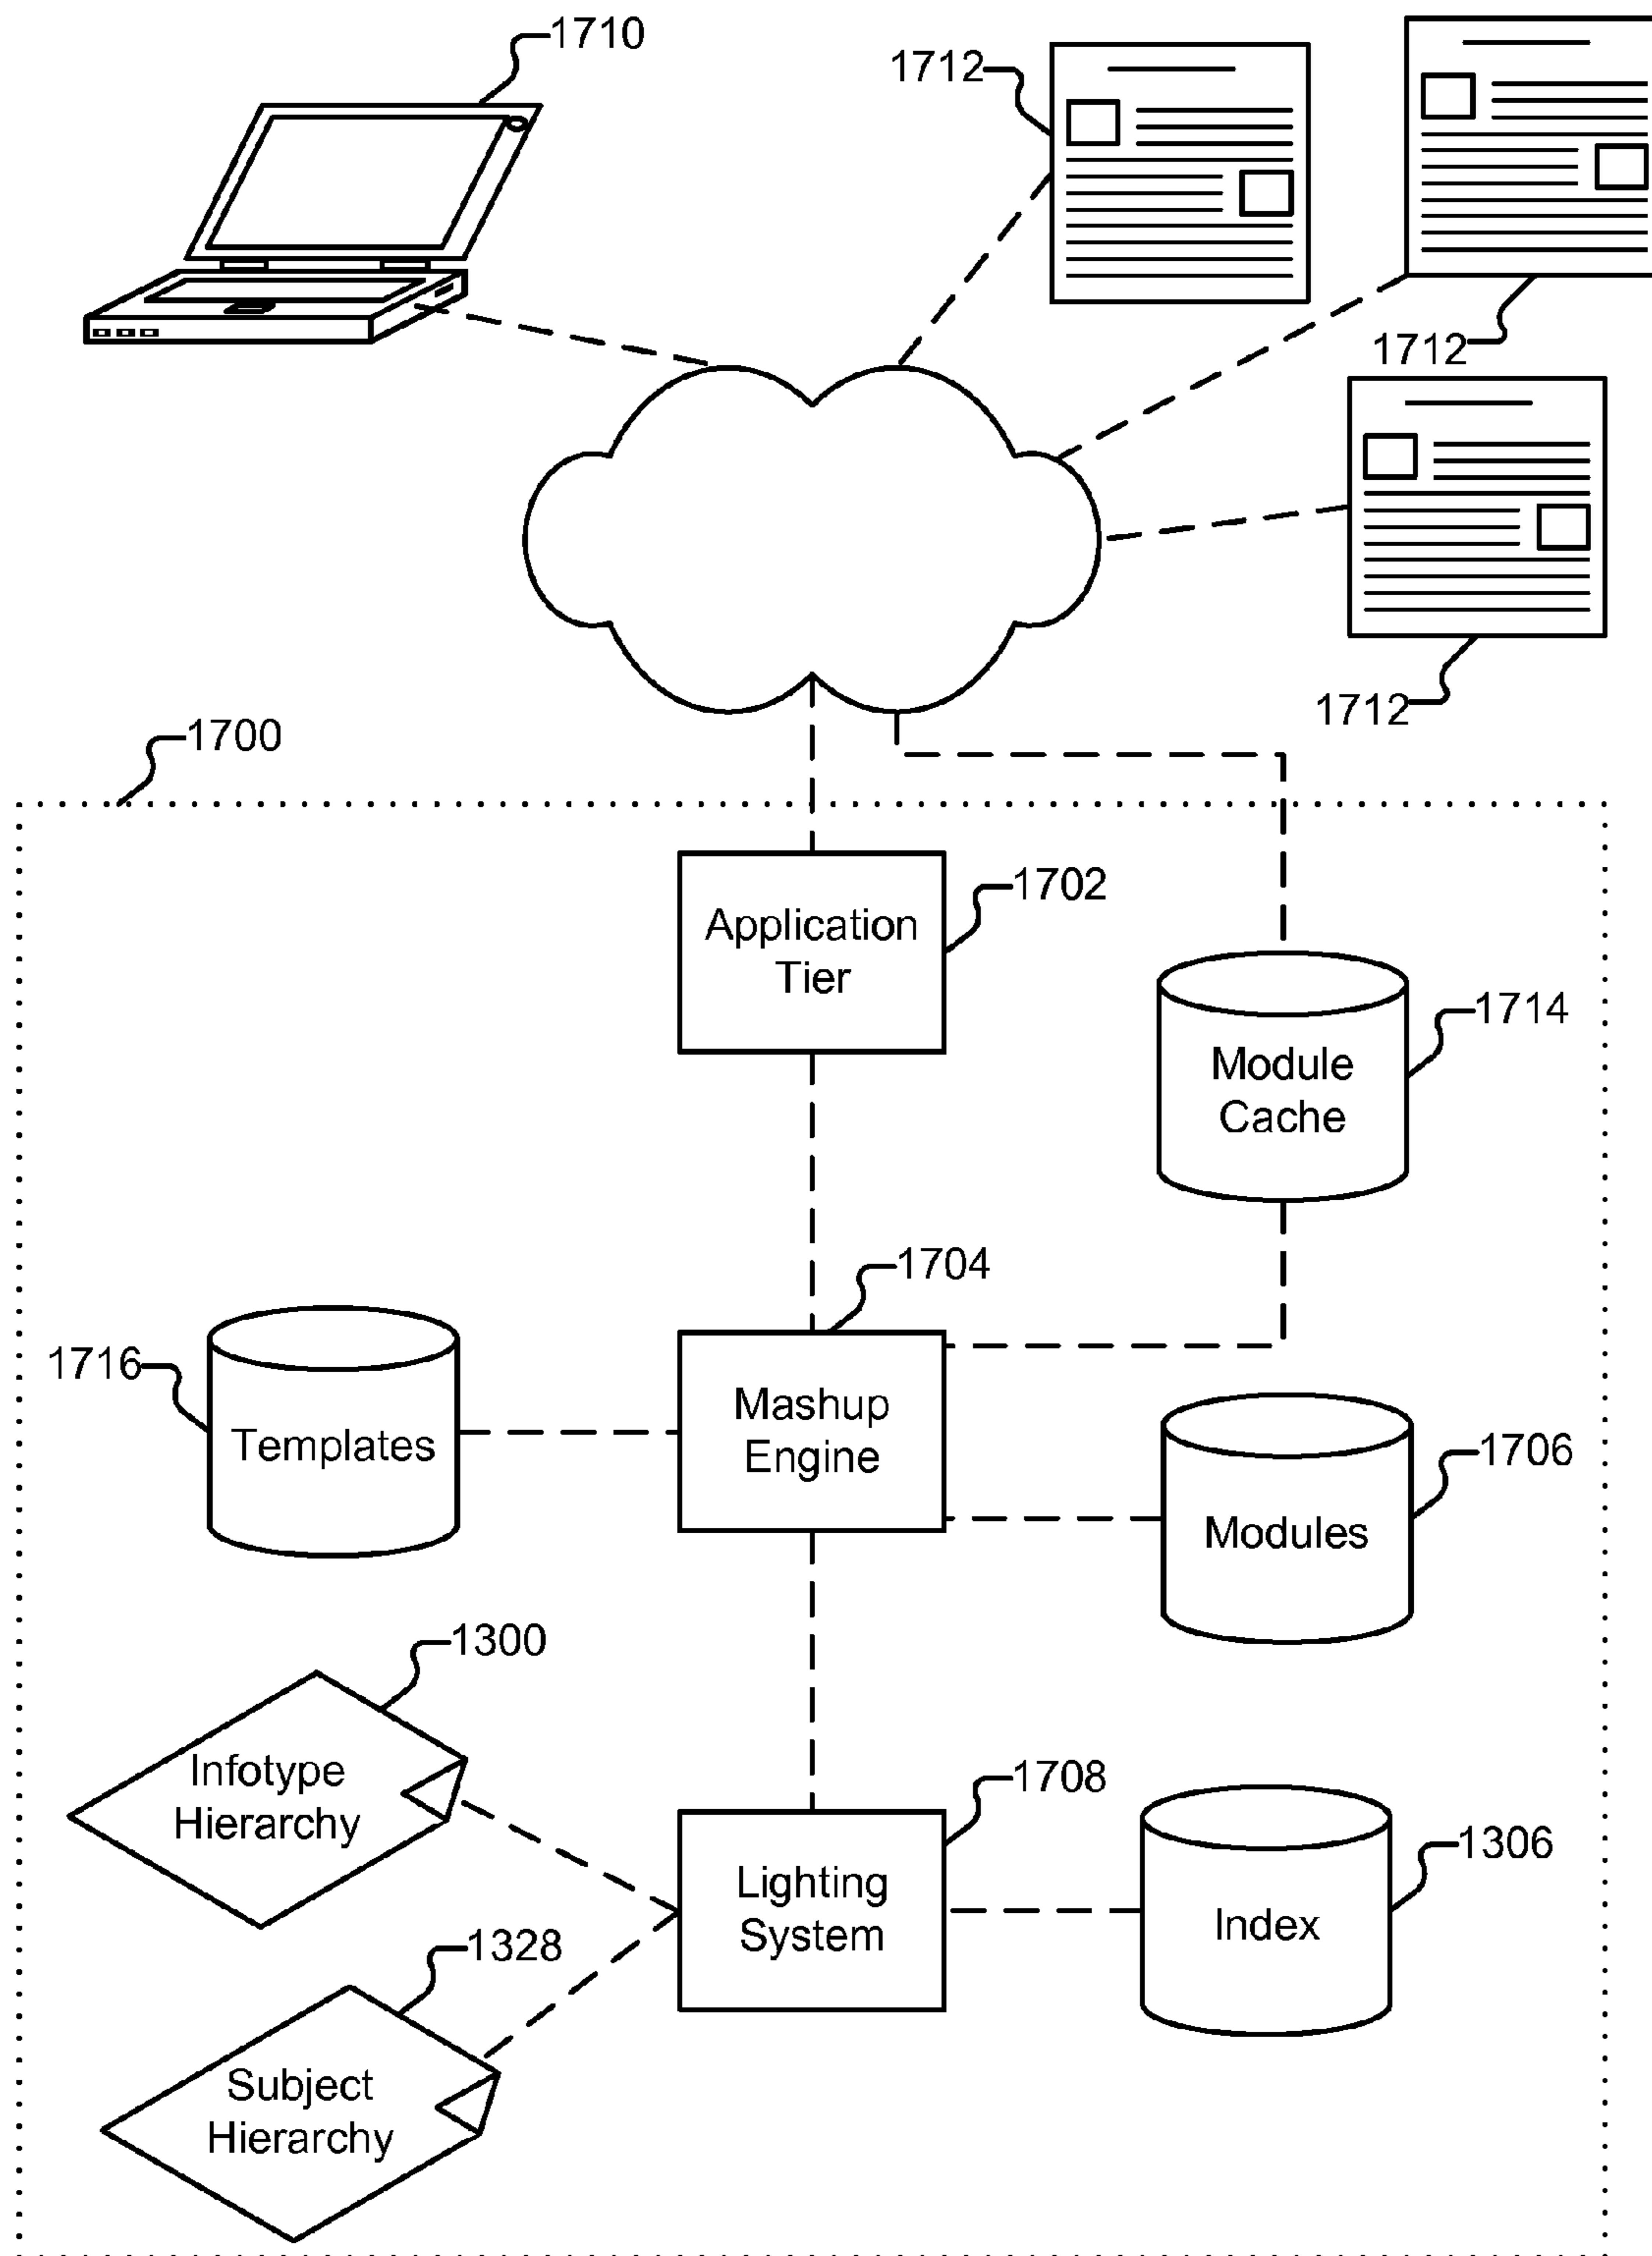 1710
1712
1712
1712
1700
1702
Application
Tier
1714
Module
Cache
1704
1716
Mashup
Engine
Templates
1706
Modules
1300
Infotype
Hierarchy
1708
1306
Lighting
System
Index
1328
Subject
Hierarchy